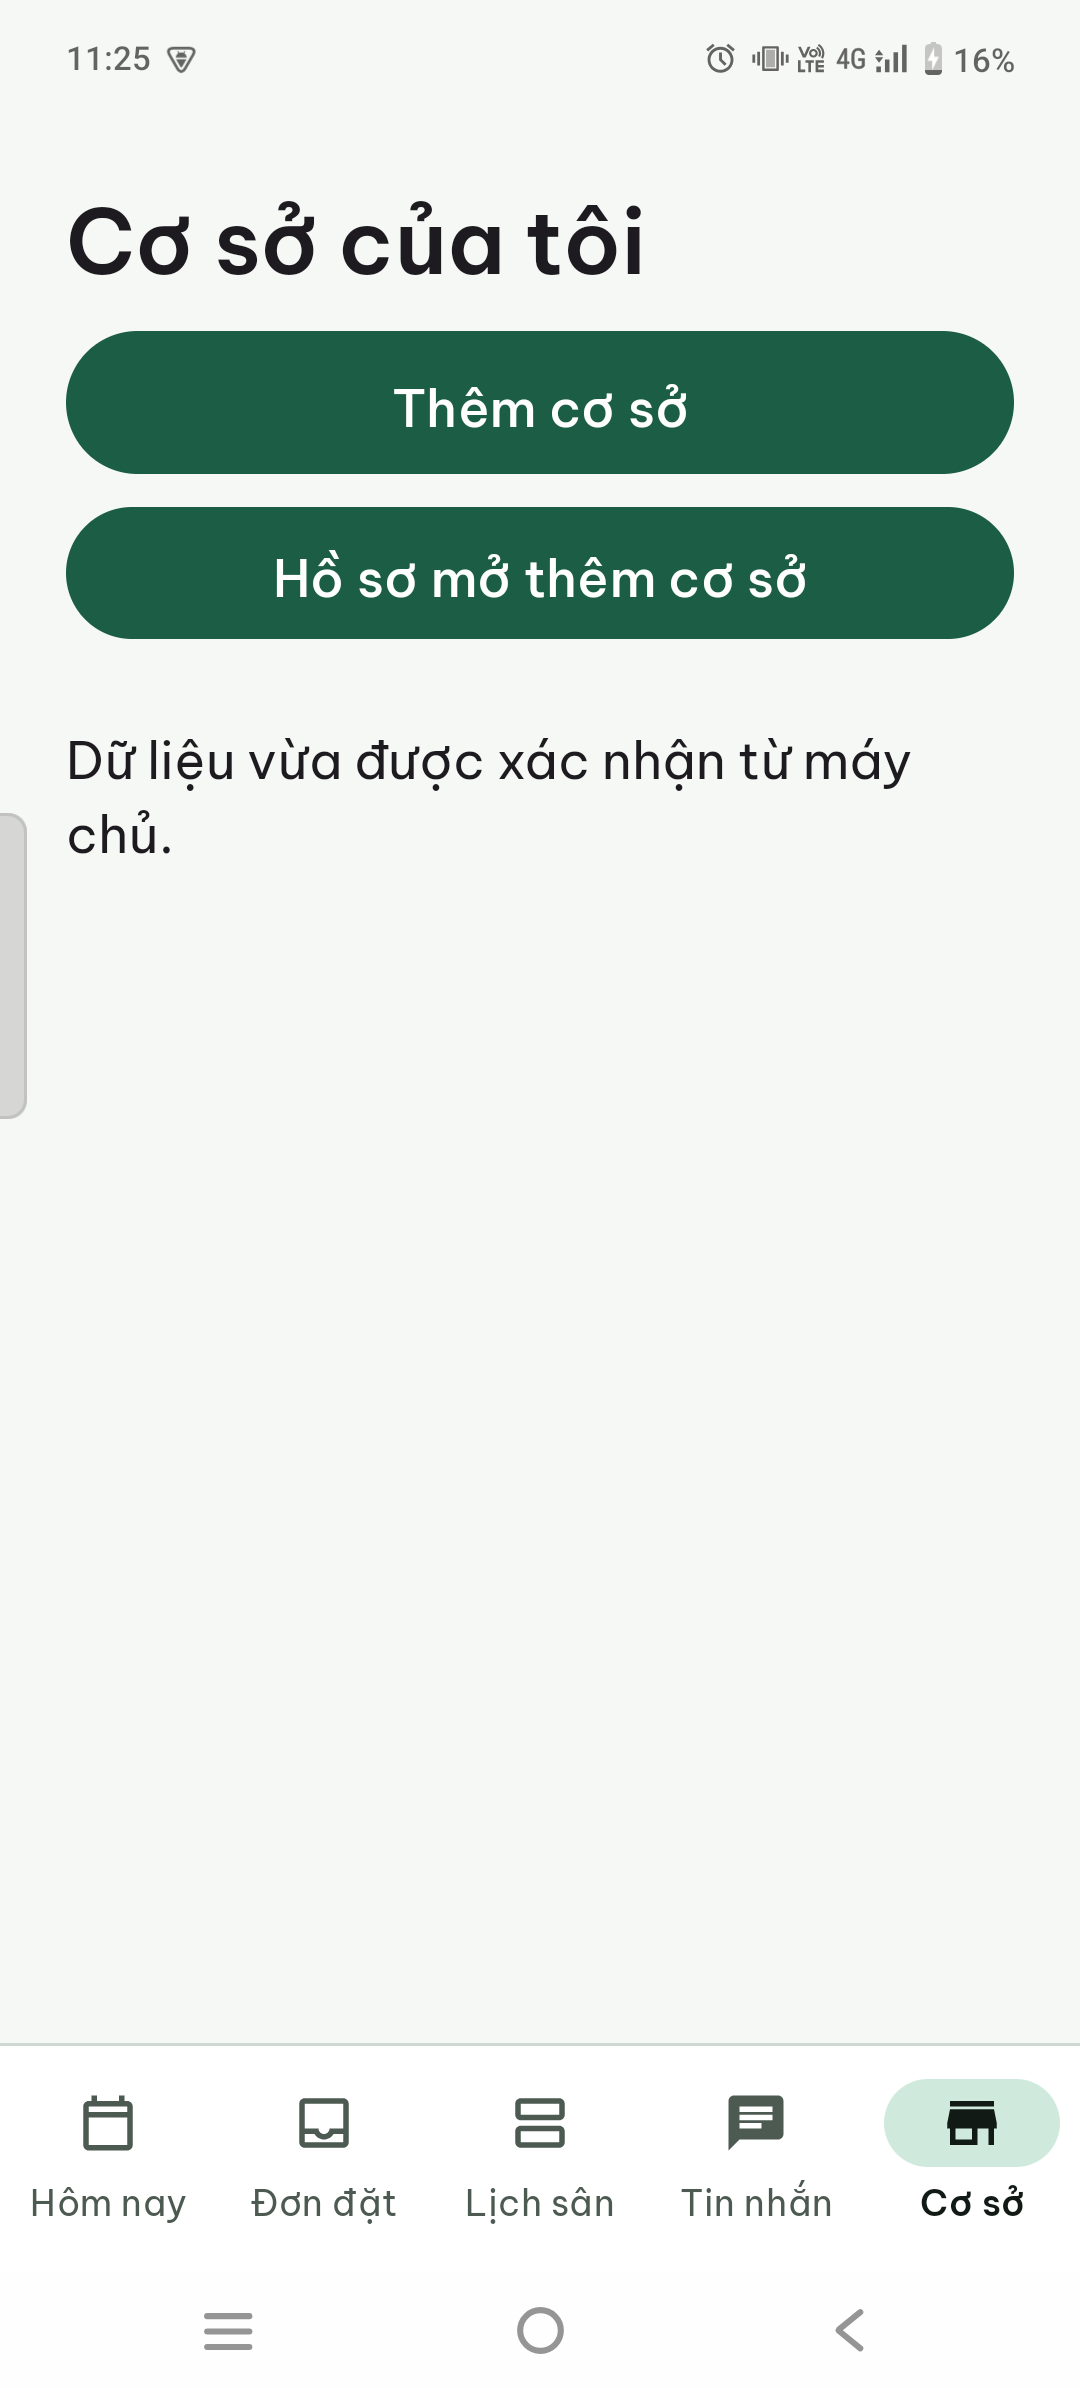 11:25
4G 16%
Cơ sở của tôi
Thêm cơ sở
Hồ sơ mở thêm cơ sở
Dữ liệu vừa được xác nhận từ máy
chủ.
Hôm nay
Đơn đặt
Lịch sân
Tin nhắn
Cơ sở